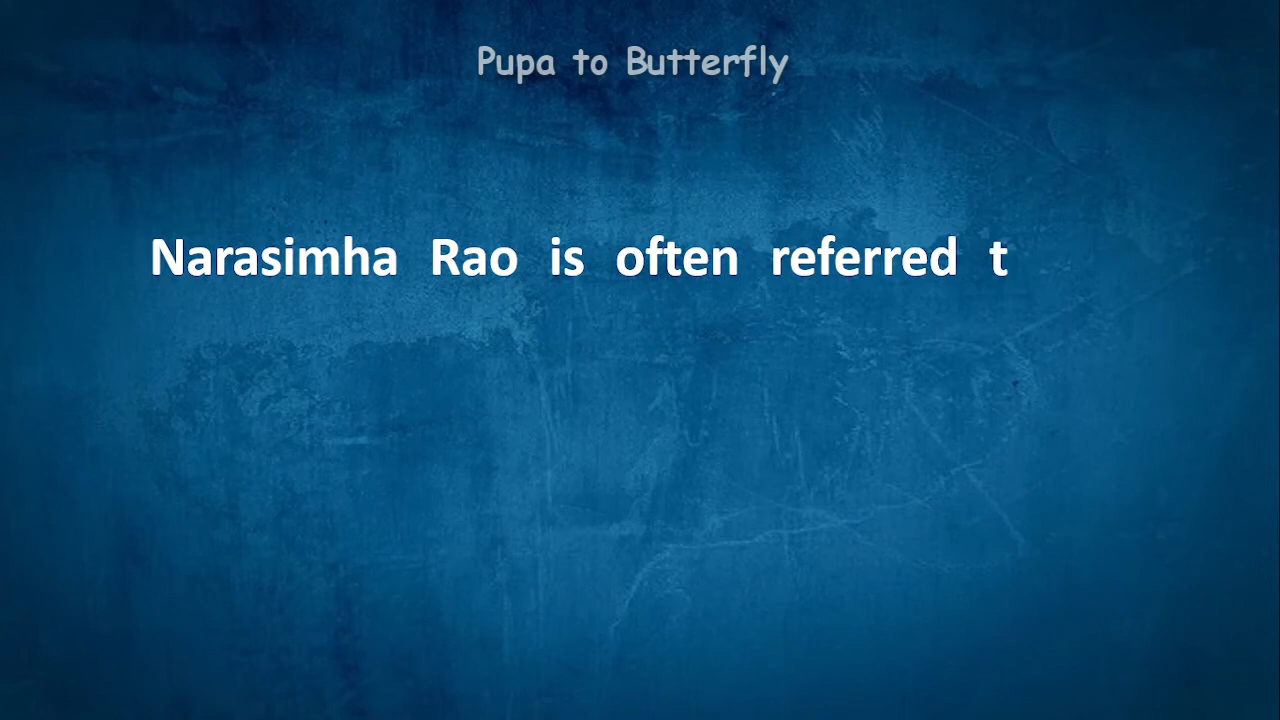 Pupa to Butterfly
Narasimha Rao is often referred t